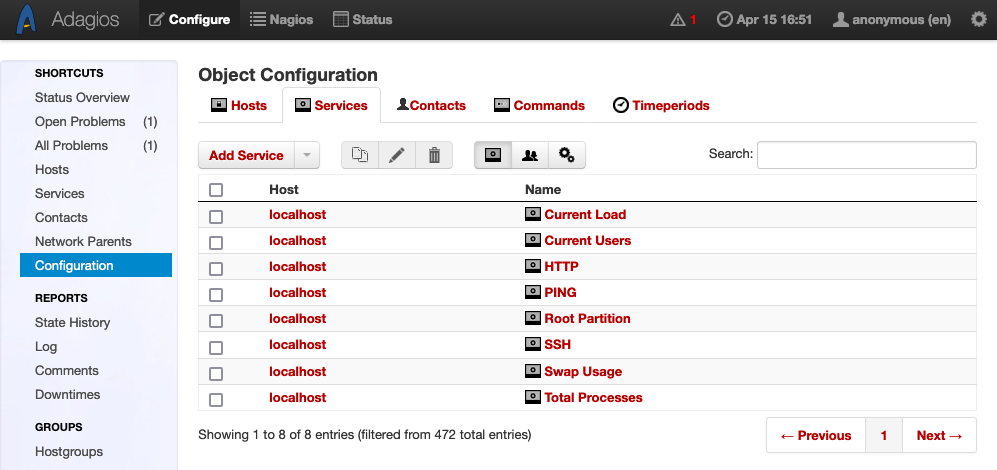 Adagios Configure Nagios Status 1 Apr 15 16:51 anonymous (en)
SHORTCUTS
Status Overview
Open Problems (1)
All Problems (1)
Hosts
Services
Contacts
Network Parents
Configuration
REPORTS
State History
Log
Comments
Downtimes
GROUPS
Hostgroups
Object Configuration
Hosts Services Contacts Commands Timeperiods
Add Service Search:
Host Name
localhost Current Load
localhost Current Users
localhost HTTP
localhost PING
localhost Root Partition
localhost SSH
localhost Swap Usage
localhost Total Processes
Showing 1 to 8 of 8 entries (filtered from 472 total entries)
← Previous 1 Next →